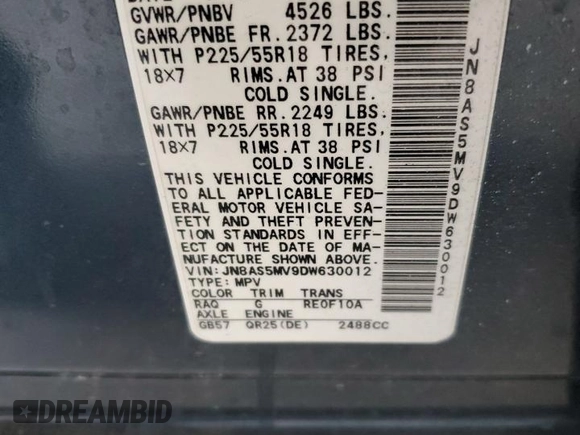 GVWR/PNBV 4526 LBS.
GAWR/PNBE FR. 2372 LBS.
WITH P225/55R18 TIRES,
18×7 RIMS. AT 38 PSI
COLD SINGLE.
GAWR/PNBE RR. 2249 LBS.
WITH P225/55R18 TIRES,
18×7 RIMS. AT 38 PSI
COLD SINGLE.
THIS VEHICLE CONFORMS
TO ALL APPLICABLE FED-
ERAL MOTOR VEHICLE SA-
FETY AND THEFT PREVEN-
TION STANDARDS IN EFF-
ECT ON THE DATE OF MA-
NUFACTURE SHOWN ABOVE.
VIN: JN8AS5MV9DW630012
TYPE: MPV
COLOR TRIM TRANS
RAQ G RE0F10A
AXLE ENGINE
GB57 QR25(DE) 2488CC
JN8AS5MV9DW630012
DREAMBID